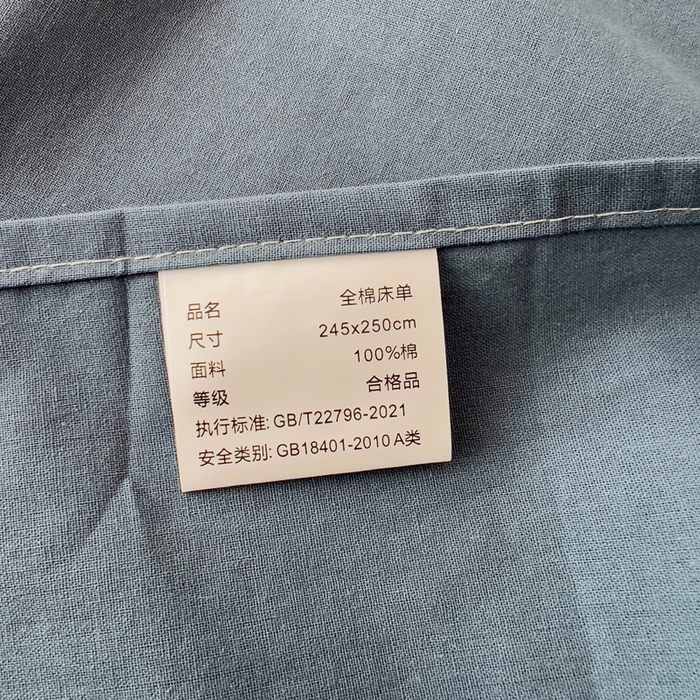 品名 全棉床单
尺寸 245x250cm
面料 100%棉
等级 合格品
执行标准: GB/T22796-2021
安全类别: GB18401-2010 A类